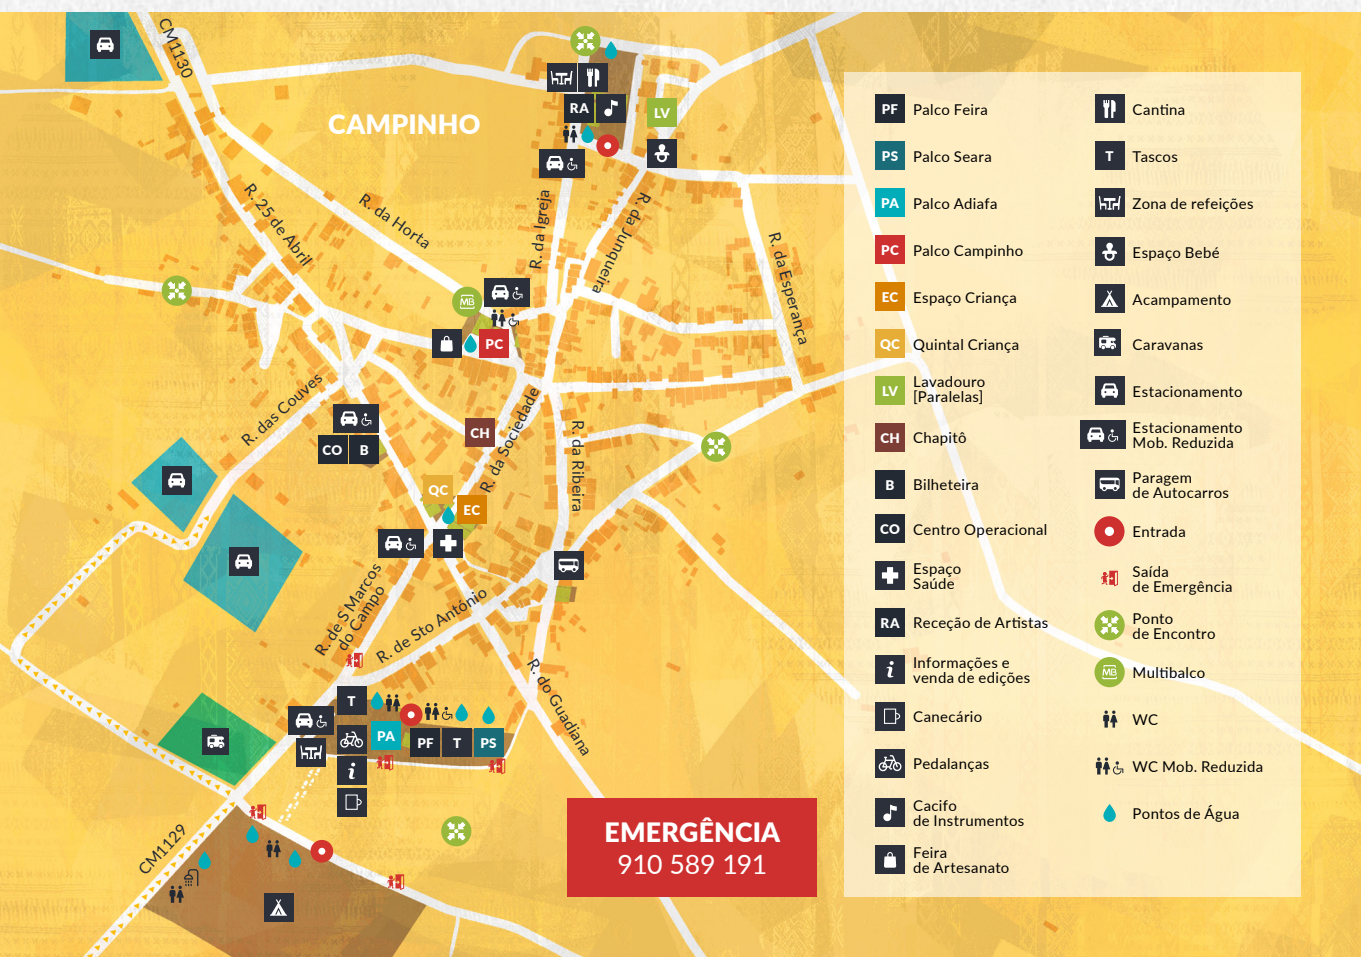 CM1130
CAMPINHO
RA
LV
R. 25 de Abril
R. da Horta
R. da Igreja
R. da Junqueira
R. da Esperança
MB
PC
R. das Couves
CO
B
CH
R. da Sociedade
R. da Ribeira
QC
EC
R. de S Marcos
do Campo
R. de Sto António
R. do Guadiana
T
PA
PF
T
PS
i
CM1129
EMERGÊNCIA
910 589 191
PF Palco Feira
PS Palco Seara
PA Palco Adiafa
PC Palco Campinho
EC Espaço Criança
QC Quintal Criança
LV Lavadouro
[Paralelas]
CH Chapitô
B Bilheteira
CO Centro Operacional
Espaço
Saúde
RA Receção de Artistas
i Informações e
venda de edições
Canecário
Pedalanças
Cacifo
de Instrumentos
Feira
de Artesanato
Cantina
T Tascos
Zona de refeições
Espaço Bebé
Acampamento
Caravanas
Estacionamento
Estacionamento
Mob. Reduzida
Paragem
de Autocarros
Entrada
Saída
de Emergência
Ponto
de Encontro
MB Multibalco
WC
WC Mob. Reduzida
Pontos de Água